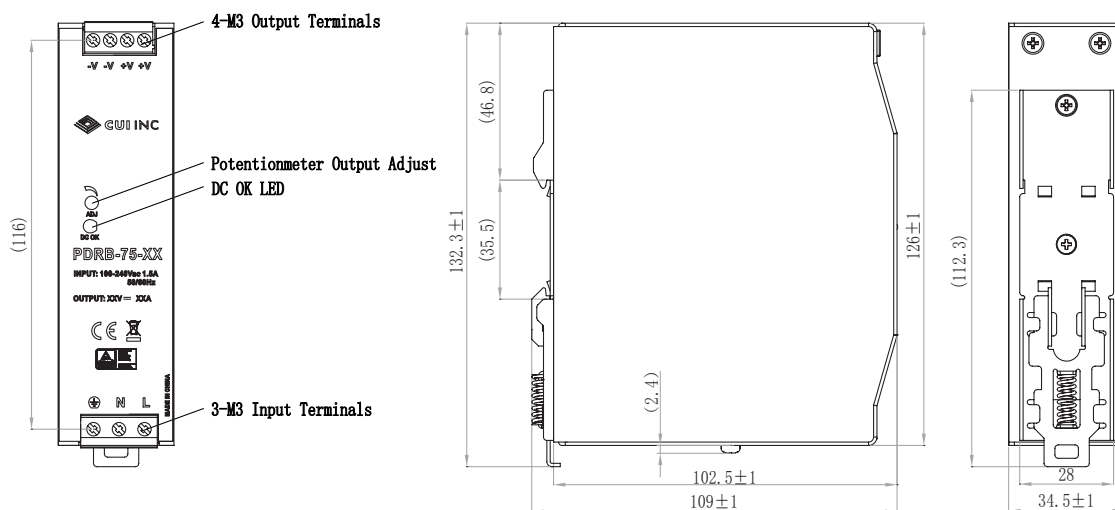 4-M3 Output Terminals
-V -V +V +V
CUI INC
Potentionmeter Output Adjust
DC OK LED
ADJ
DC OK
PDRB-75-XX
INPUT: 100-240Vac 1.5A
50/60Hz
OUTPUT: XXV⎓ XXA
CE
MADE IN CHINA
N L
3-M3 Input Terminals
(116)
132.3±1
(46.8)
(35.5)
(2.4)
126±1
102.5±1
109±1
(112.3)
28
34.5±1